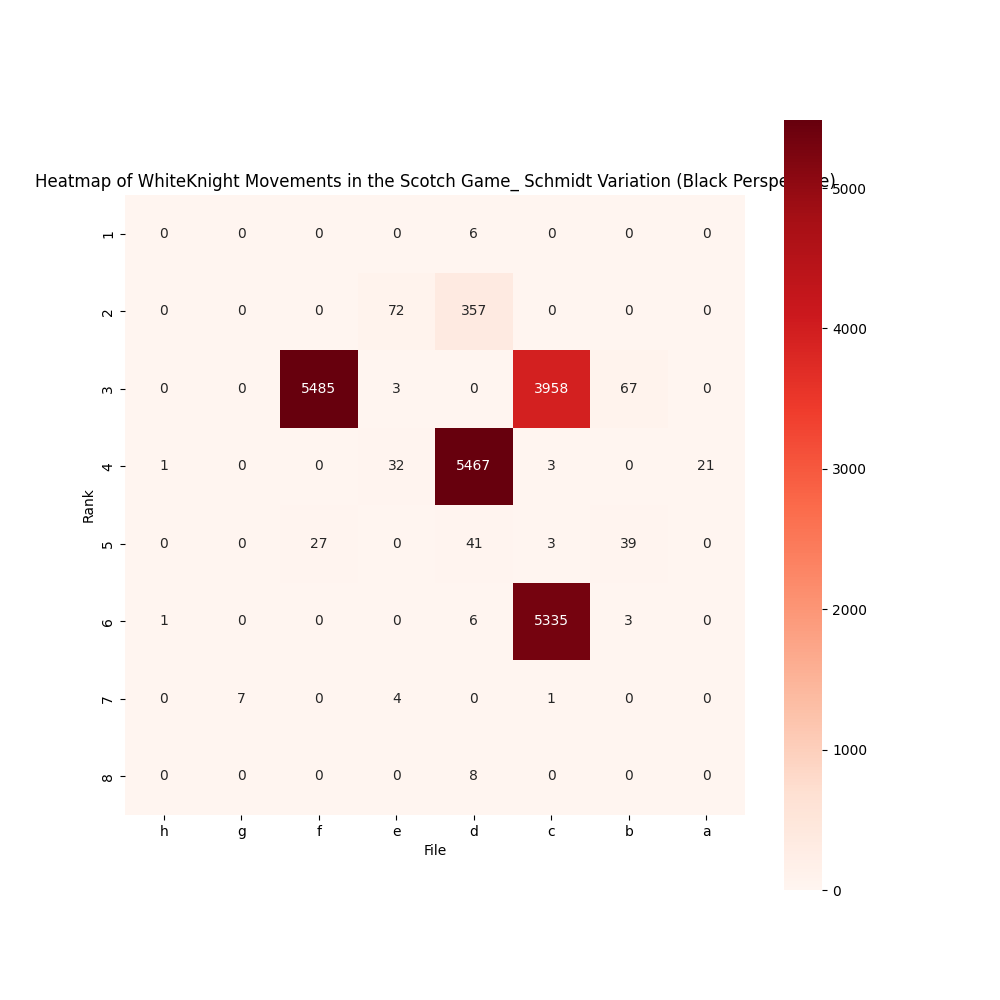 Heatmap of WhiteKnight Movements in the Scotch Game_ Schmidt Variation (Black Perspe e)
1 0 0 0 0 6 0 0 0
2 0 0 0 72 357 0 0 0
3 0 0 5485 3 0 3958 67 0
4 1 0 0 32 5467 3 0 21
5 0 0 27 0 41 3 39 0
6 1 0 0 0 6 5335 3 0
7 0 7 0 4 0 1 0 0
8 0 0 0 0 8 0 0 0
h g f e d c b a
File
Rank
5000
4000
3000
2000
1000
0